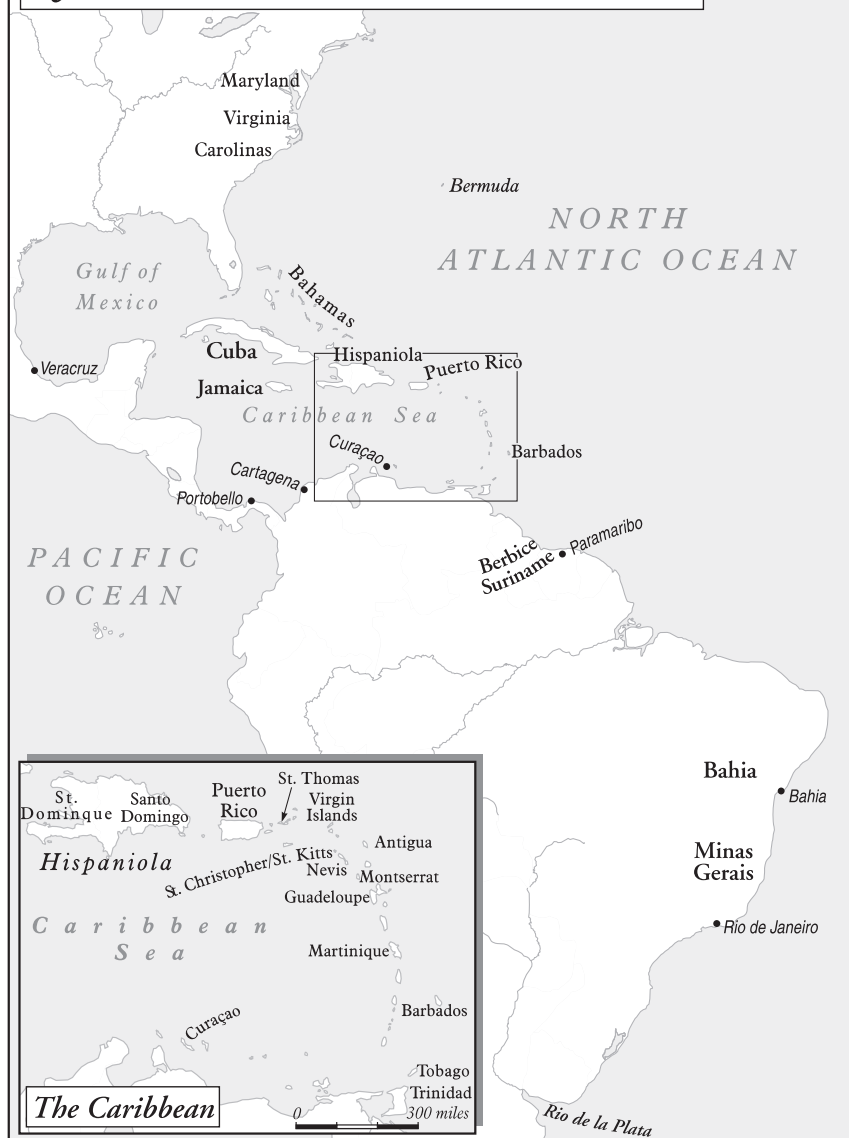 Maryland
Virginia
Carolinas
Bermuda
NORTH
ATLANTIC OCEAN
Gulf of
Mexico
Bahamas
Cuba
Hispaniola
Puerto Rico
Veracruz
Jamaica
Caribbean Sea
Curaçao
Barbados
Cartagena
Portobello
PACIFIC
OCEAN
Berbice
Suriname
Paramaribo
Bahia
Bahia
Minas
Gerais
Rio de Janeiro
Rio de la Plata
St. Thomas
St.
Dominque
Santo
Domingo
Puerto
Rico
Virgin
Islands
Hispaniola
Antigua
St. Christopher/St. Kitts
Nevis
Montserrat
Guadeloupe
Caribbean
Sea
Martinique
Barbados
Curaçao
Tobago
Trinidad
The Caribbean
0
300 miles